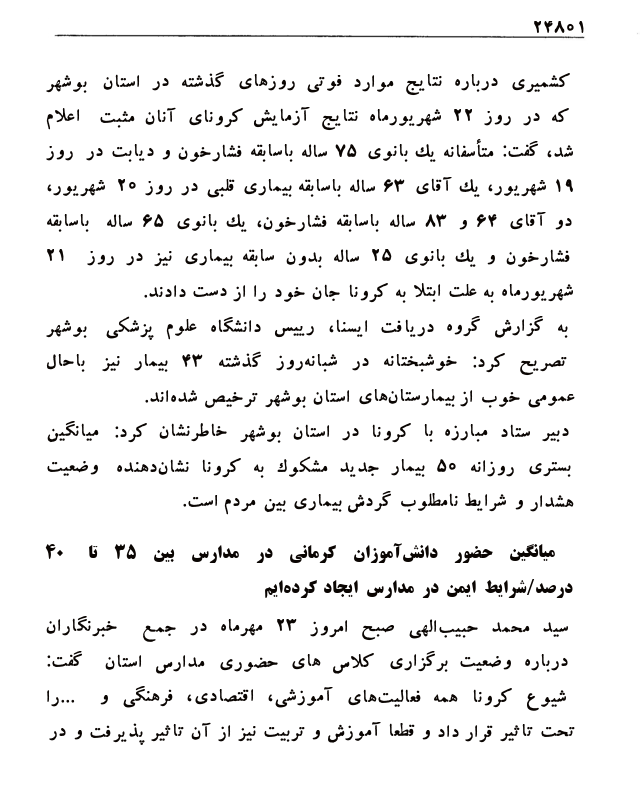 ۲۴۸۰۱
کشمیری درباره نتایج موارد فوتی روزهای گذشته در استان بوشهر
که در روز ۲۲ شهریورماه نتایج آزمایش کرونای آنان مثبت اعلام
شد، گفت: متأسفانه یك بانوی ۷۵ ساله باسابقه فشارخون و دیابت در روز
۱۹ شهریور، یك آقای ۶۳ ساله باسابقه بیماری قلبی در روز ۲۰ شهریور،
دو آقای ۶۴ و ۸۳ ساله باسابقه فشارخون، یك بانوی ۶۵ ساله باسابقه
فشارخون و یك بانوی ۲۵ ساله بدون سابقه بیماری نیز در روز ۲۱
شهریورماه به علت ابتلا به کرونا جان خود را از دست دادند.
به گزارش گروه دریافت ایسنا، رییس دانشگاه علوم پزشکی بوشهر
تصریح کرد: خوشبختانه در شبانه‌روز گذشته ۴۳ بیمار نیز باحال
عمومی خوب از بیمارستان‌های استان بوشهر ترخیص شده‌اند.
دبیر ستاد مبارزه با کرونا در استان بوشهر خاطرنشان کرد: میانگین
بستری روزانه ۵۰ بیمار جدید مشکوك به کرونا نشان‌دهنده وضعیت
هشدار و شرایط نامطلوب گردش بیماری بین مردم است.
میانگین حضور دانش‌آموزان کرمانی در مدارس بین ۳۵ تا ۴۰
درصد/شرایط ایمن در مدارس ایجاد کرده‌ایم
سید محمد حبیب‌الهی صبح امروز ۲۳ مهرماه در جمع خبرنگاران
درباره وضعیت برگزاری کلاس های حضوری مدارس استان گفت:
شیوع کرونا همه فعالیت‌های آموزشی، اقتصادی، فرهنگی و ...را
تحت تاثیر قرار داد و قطعا آموزش و تربیت نیز از آن تاثیر پذیرفت و در